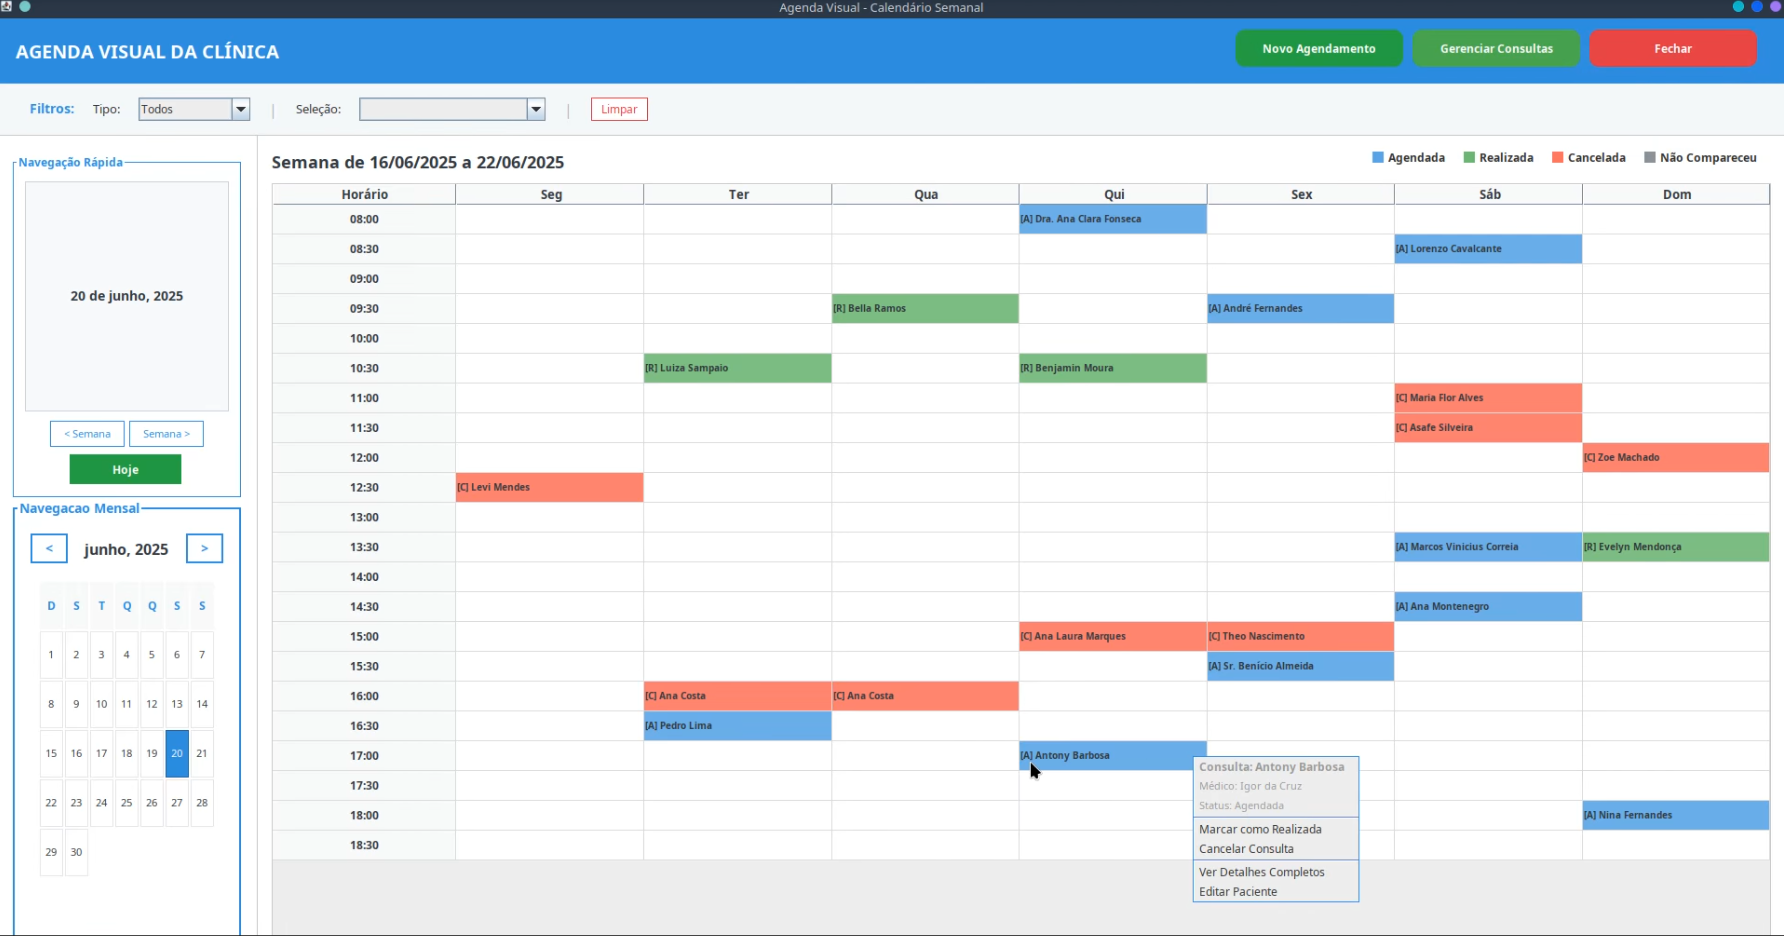 Agenda Visual - Calendário Semanal
AGENDA VISUAL DA CLÍNICA
Novo Agendamento
Gerenciar Consultas
Fechar
Filtros: Tipo: Todos | Seleção: | Limpar
Navegação Rápida
20 de junho, 2025
< Semana
Semana >
Hoje
Navegacao Mensal
< junho, 2025 >
D S T Q Q S S
1 2 3 4 5 6 7
8 9 10 11 12 13 14
15 16 17 18 19 20 21
22 23 24 25 26 27 28
29 30
Semana de 16/06/2025 a 22/06/2025
Agendada Realizada Cancelada Não Compareceu
Horário Seg Ter Qua Qui Sex Sáb Dom
08:00 [A] Dra. Ana Clara Fonseca
08:30 [A] Lorenzo Cavalcante
09:00
09:30 [R] Bella Ramos [A] André Fernandes
10:00
10:30 [R] Luiza Sampaio [R] Benjamin Moura
11:00 [C] Maria Flor Alves
11:30 [C] Asafe Silveira
12:00 [C] Zoe Machado
12:30 [C] Levi Mendes
13:00
13:30 [A] Marcos Vinicius Correia [R] Evelyn Mendonça
14:00
14:30 [A] Ana Montenegro
15:00 [C] Ana Laura Marques [C] Theo Nascimento
15:30 [A] Sr. Benício Almeida
16:00 [C] Ana Costa [C] Ana Costa
16:30 [A] Pedro Lima
17:00 [A] Antony Barbosa
17:30
18:00 [A] Nina Fernandes
18:30
Consulta: Antony Barbosa
Médico: Igor da Cruz
Status: Agendada
Marcar como Realizada
Cancelar Consulta
Ver Detalhes Completos
Editar Paciente